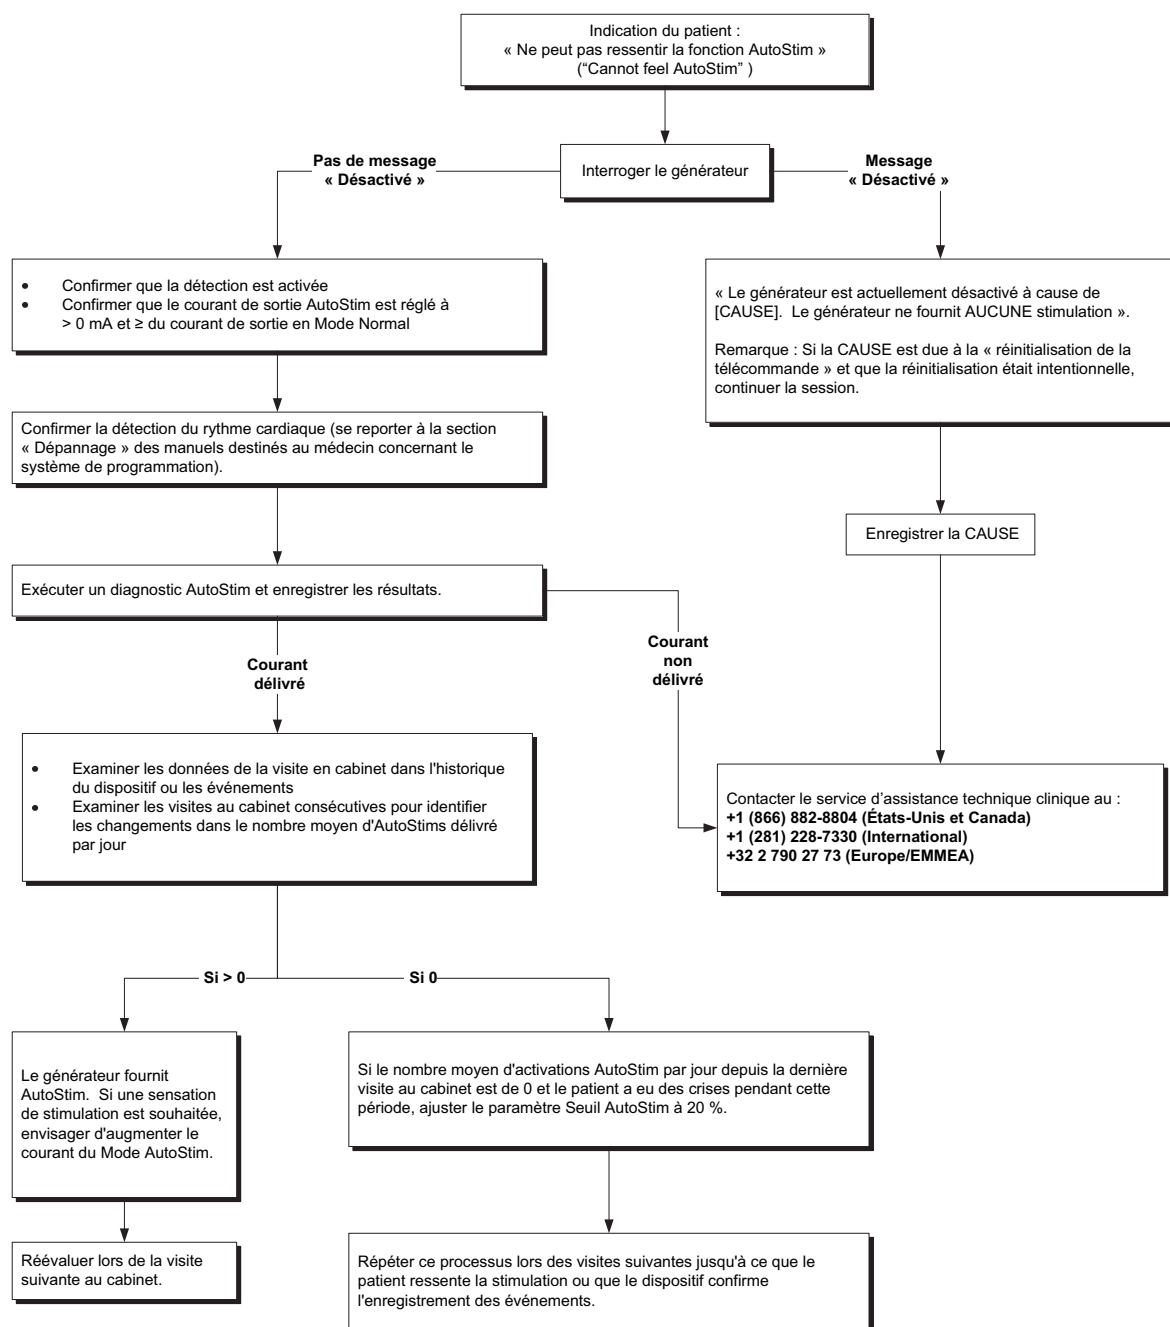 Indication du patient :
« Ne peut pas ressentir la fonction AutoStim »
(“Cannot feel AutoStim” )
Interroger le générateur
Pas de message
« Désactivé »
Message
« Désactivé »
• Confirmer que la détection est activée
• Confirmer que le courant de sortie AutoStim est réglé à
> 0 mA et ≥ du courant de sortie en Mode Normal
« Le générateur est actuellement désactivé à cause de
[CAUSE]. Le générateur ne fournit AUCUNE stimulation ».
Remarque : Si la CAUSE est due à la « réinitialisation de la
télécommande » et que la réinitialisation était intentionnelle,
continuer la session.
Confirmer la détection du rythme cardiaque (se reporter à la section
« Dépannage » des manuels destinés au médecin concernant le
système de programmation).
Enregistrer la CAUSE
Exécuter un diagnostic AutoStim et enregistrer les résultats.
Courant
délivré
Courant
non
délivré
• Examiner les données de la visite en cabinet dans l'historique
du dispositif ou les événements
• Examiner les visites au cabinet consécutives pour identifier
les changements dans le nombre moyen d'AutoStims délivré
par jour
Contacter le service d’assistance technique clinique au :
+1 (866) 882-8804 (États-Unis et Canada)
+1 (281) 228-7330 (International)
+32 2 790 27 73 (Europe/EMMEA)
Si > 0
Si 0
Le générateur fournit
AutoStim. Si une sensation
de stimulation est souhaitée,
envisager d'augmenter le
courant du Mode AutoStim.
Si le nombre moyen d'activations AutoStim par jour depuis la dernière
visite au cabinet est de 0 et le patient a eu des crises pendant cette
période, ajuster le paramètre Seuil AutoStim à 20 %.
Réévaluer lors de la visite
suivante au cabinet.
Répéter ce processus lors des visites suivantes jusqu'à ce que le
patient ressente la stimulation ou que le dispositif confirme
l'enregistrement des événements.